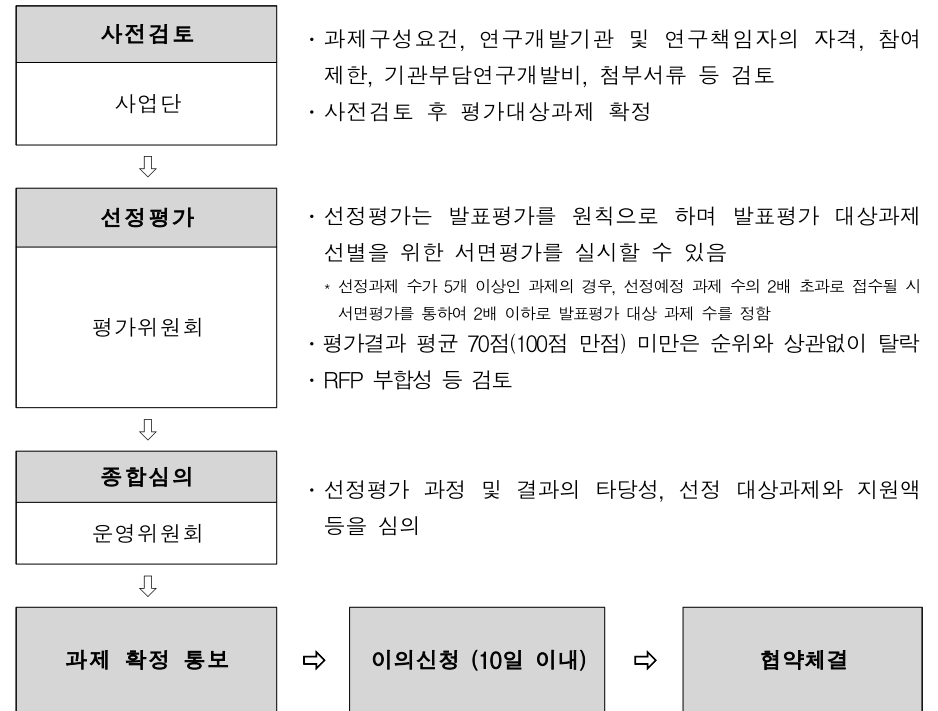 사전검토
사업단
· 과제구성요건, 연구개발기관 및 연구책임자의 자격, 참여
제한, 기관부담연구개발비, 첨부서류 등 검토
· 사전검토 후 평가대상과제 확정
⇩
선정평가
평가위원회
· 선정평가는 발표평가를 원칙으로 하며 발표평가 대상과제
선별을 위한 서면평가를 실시할 수 있음
* 선정과제 수가 5개 이상인 과제의 경우, 선정예정 과제 수의 2배 초과로 접수될 시
서면평가를 통하여 2배 이하로 발표평가 대상 과제 수를 정함
· 평가결과 평균 70점(100점 만점) 미만은 순위와 상관없이 탈락
· RFP 부합성 등 검토
⇩
종합심의
운영위원회
· 선정평가 과정 및 결과의 타당성, 선정 대상과제와 지원액
등을 심의
⇩
과제 확정 통보 ⇨ 이의신청 (10일 이내) ⇨ 협약체결